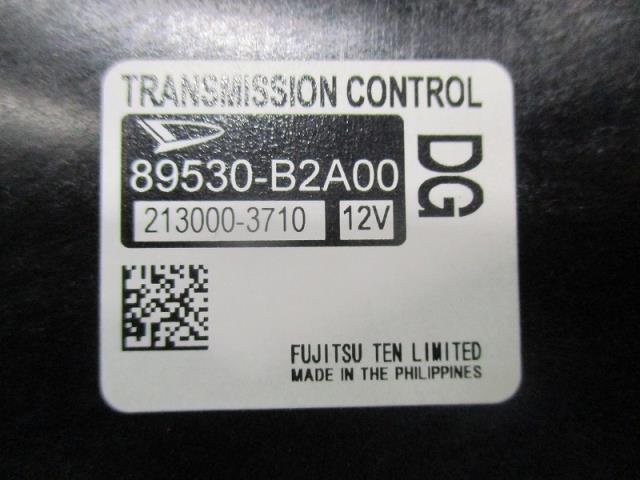 TRANSMISSION CONTROL
89530-B2A00
213000-3710 12V
DG
FUJITSU TEN LIMITED
MADE IN THE PHILIPPINES